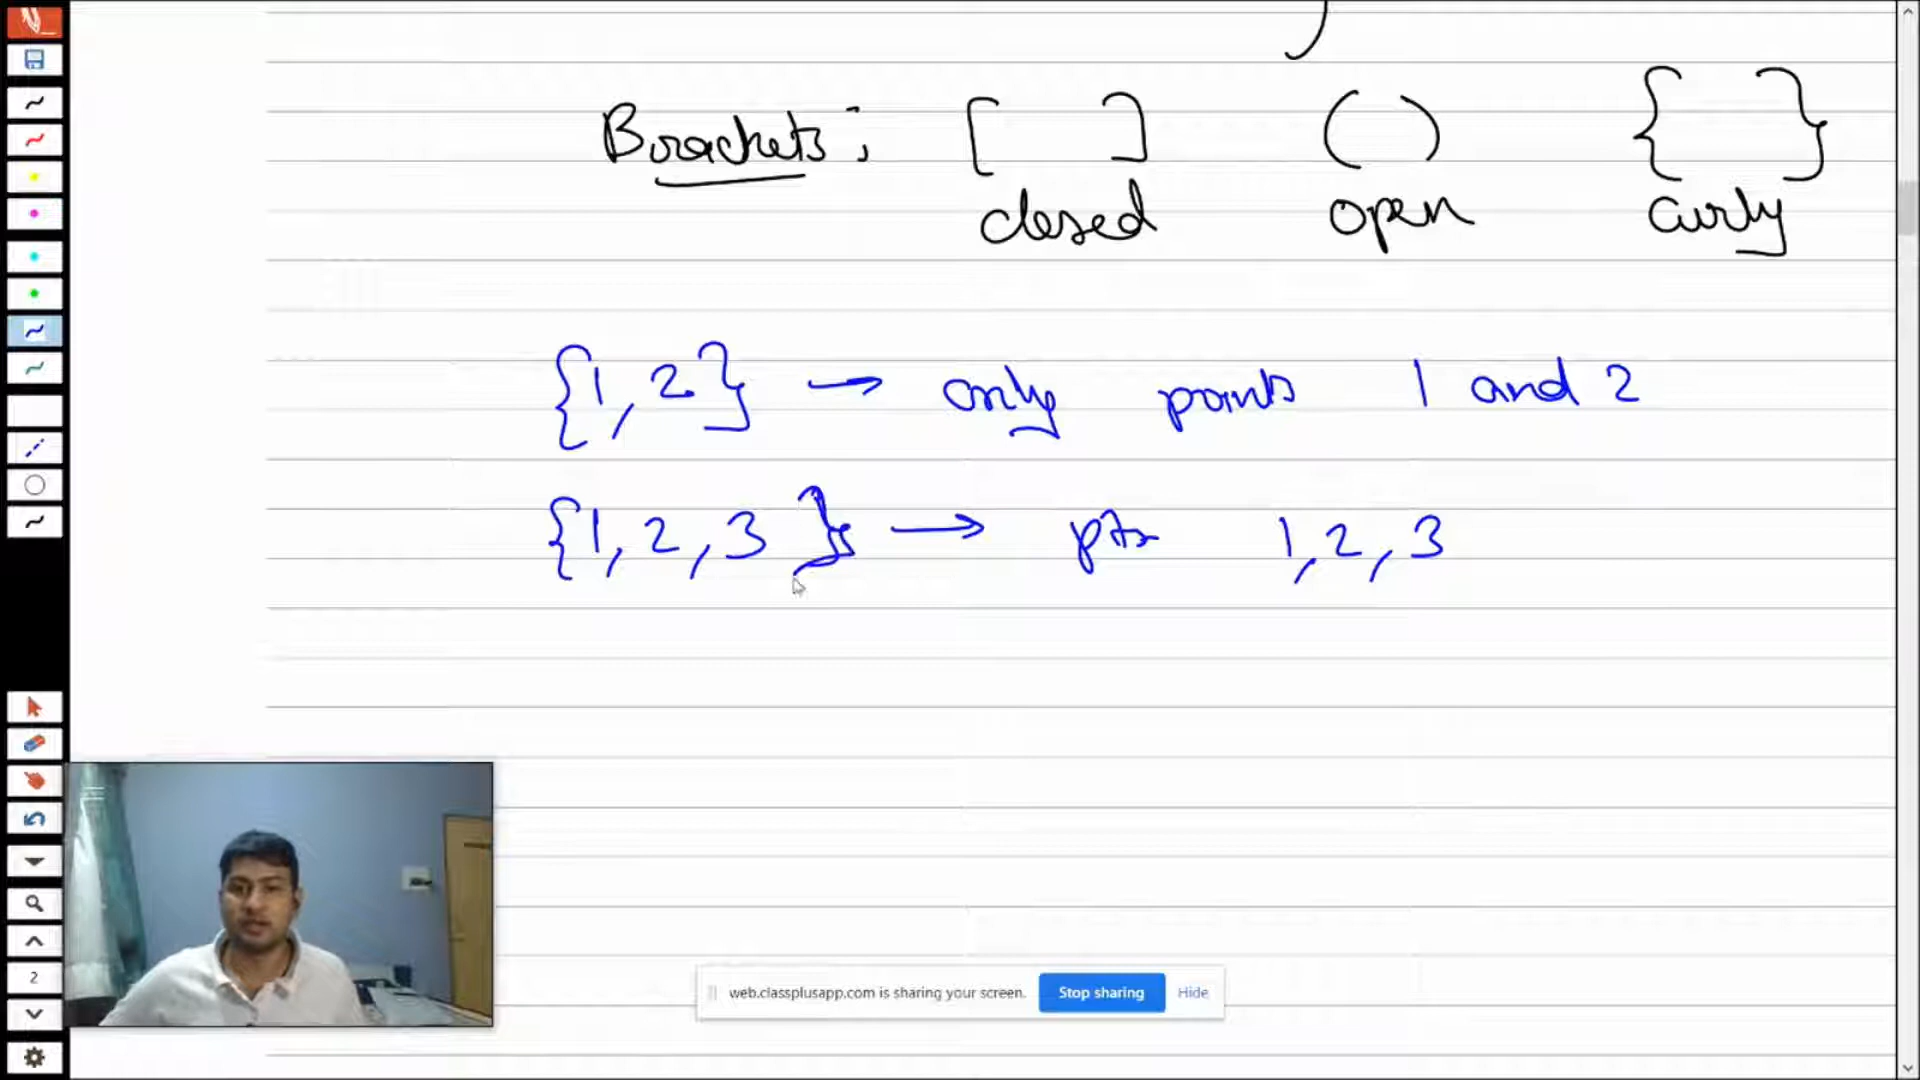 Brackets : [ ] ( ) { }
closed open curly
{1, 2} → only points 1 and 2
{1, 2, 3} → pts 1, 2, 3
2
web.classplusapp.com is sharing your screen. Stop sharing Hide